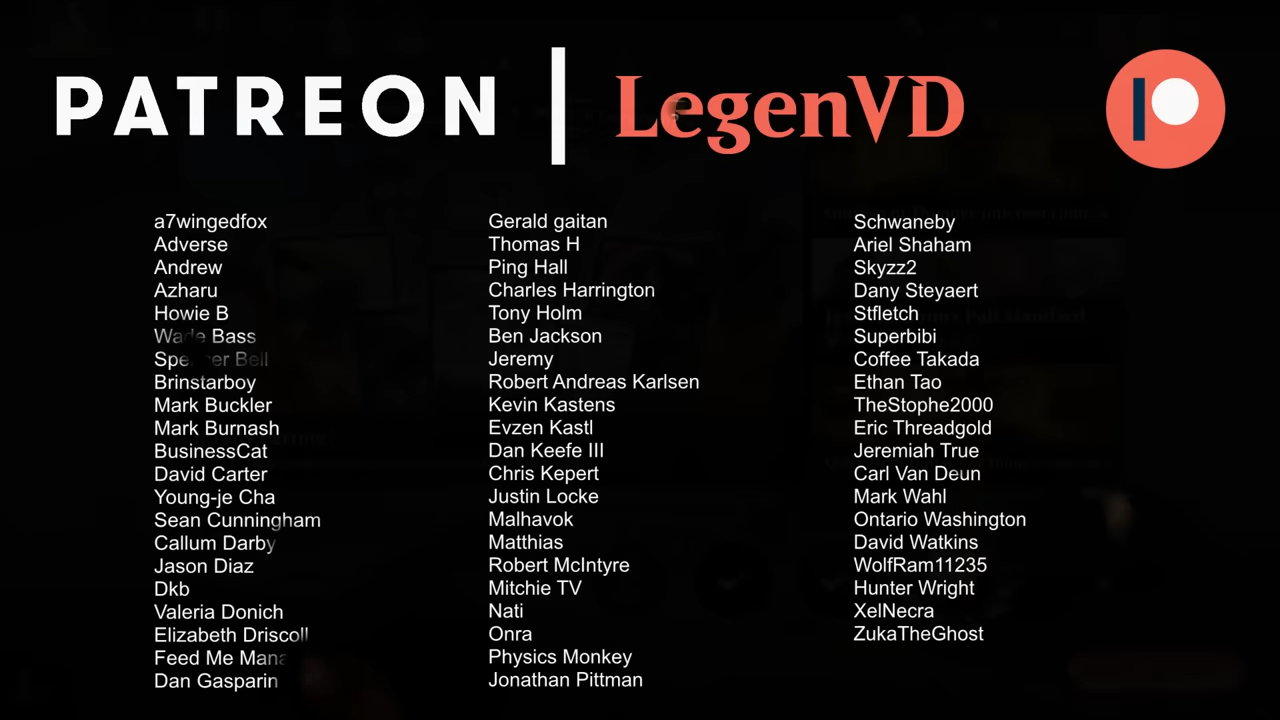 PATREON | LegenVD
a7wingedfox
Adverse
Andrew
Azharu
Howie B
Wade Bass
Spencer Bell
Brinstarboy
Mark Buckler
Mark Burnash
BusinessCat
David Carter
Young-je Cha
Sean Cunningham
Callum Darby
Jason Diaz
Dkb
Valeria Donich
Elizabeth Driscoll
Feed Me Mana
Dan Gasparin
Gerald gaitan
Thomas H
Ping Hall
Charles Harrington
Tony Holm
Ben Jackson
Jeremy
Robert Andreas Karlsen
Kevin Kastens
Evzen Kastl
Dan Keefe III
Chris Kepert
Justin Locke
Malhavok
Matthias
Robert McIntyre
Mitchie TV
Nati
Onra
Physics Monkey
Jonathan Pittman
Schwaneby
Ariel Shaham
Skyzz2
Dany Steyaert
Stfletch
Superbibi
Coffee Takada
Ethan Tao
TheStophe2000
Eric Threadgold
Jeremiah True
Carl Van Deun
Mark Wahl
Ontario Washington
David Watkins
WolfRam11235
Hunter Wright
XelNecra
ZukaTheGhost